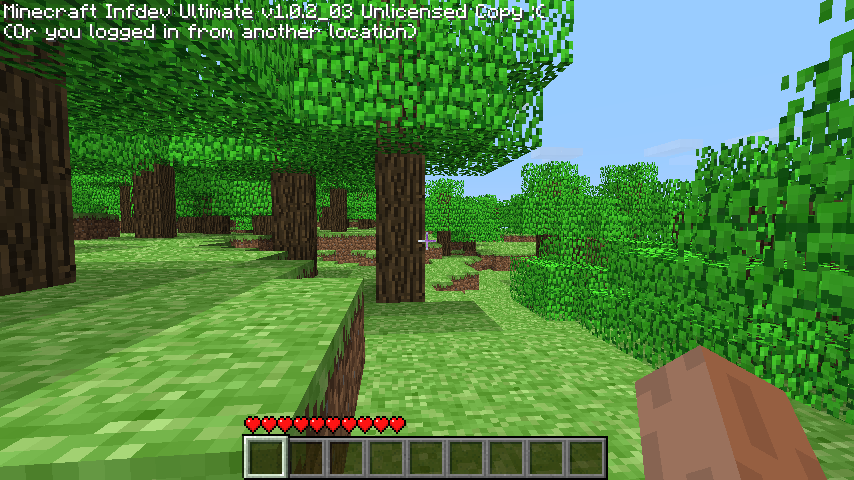 Minecraft Infdev Ultimate v1.0.2_03 Unlicensed Copy :(
(Or you logged in from another location)